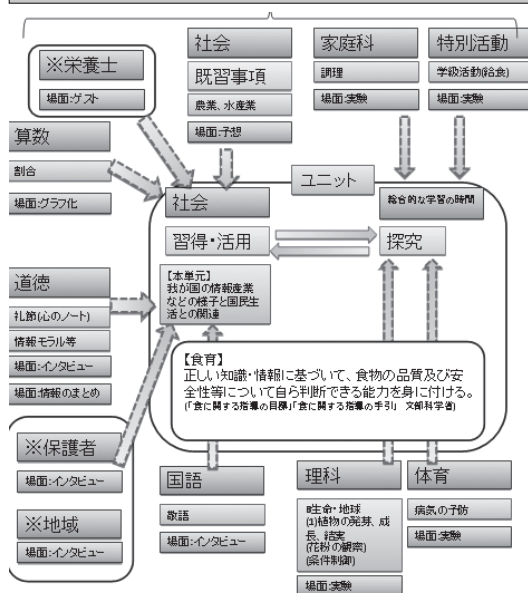 社会
既習事項
農業、水産業
場面:予想
家庭科
調理
場面:実験
特別活動
学級活動(給食)
場面:実験
※栄養士
場面:ゲスト
算数
割合
場面:グラフ化
ユニット
社会
習得・活用
【本単元】
我が国の情報産業
などの様子と国民生
活との関連
総合的な学習の時間
探究
道徳
礼節(心のノート)
情報モラル等
場面:インタビュー
場面:情報のまとめ
【食育】
正しい知識・情報に基づいて、食物の品質及び安
全性等について自ら判断できる能力を身に付ける。
(「食に関する指導の目標」「食に関する指導の手引」 文部科学省)
※保護者
場面:インタビュー
※地域
場面:インタビュー
国語
敬語
場面:インタビュー
理科
生命・地球
(1)植物の発芽、成
長、結実
(花粉の観察)
(条件制御)
場面:実験
体育
病気の予防
場面:実験